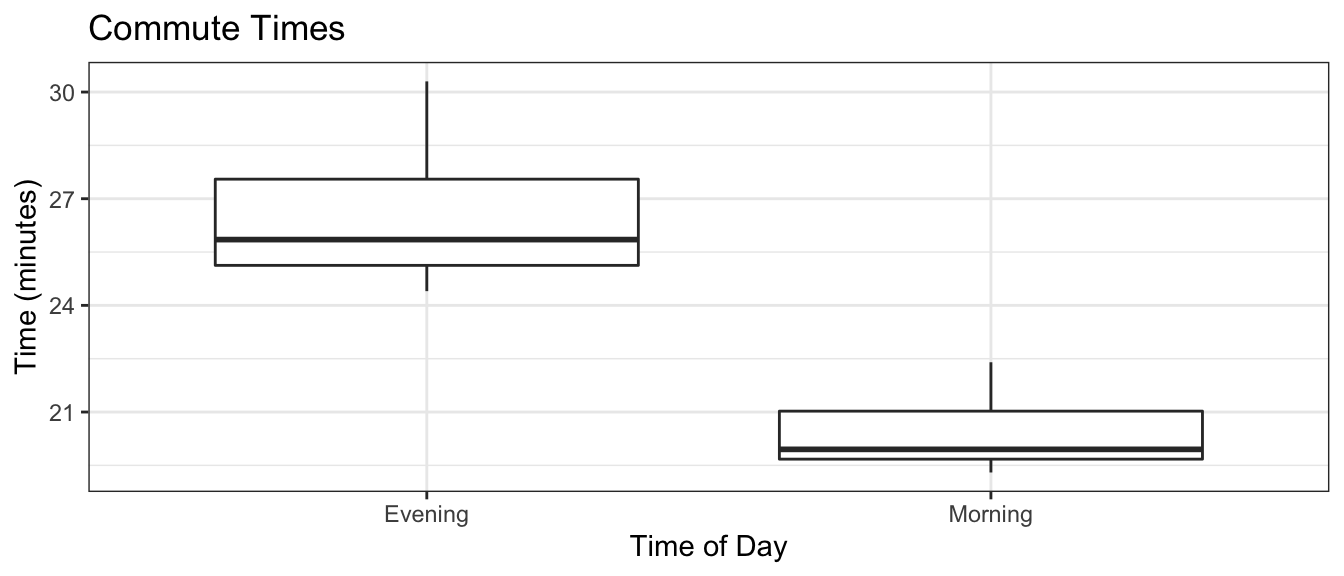 Commute Times
Time (minutes)
30
27
24
21
Evening
Morning
Time of Day